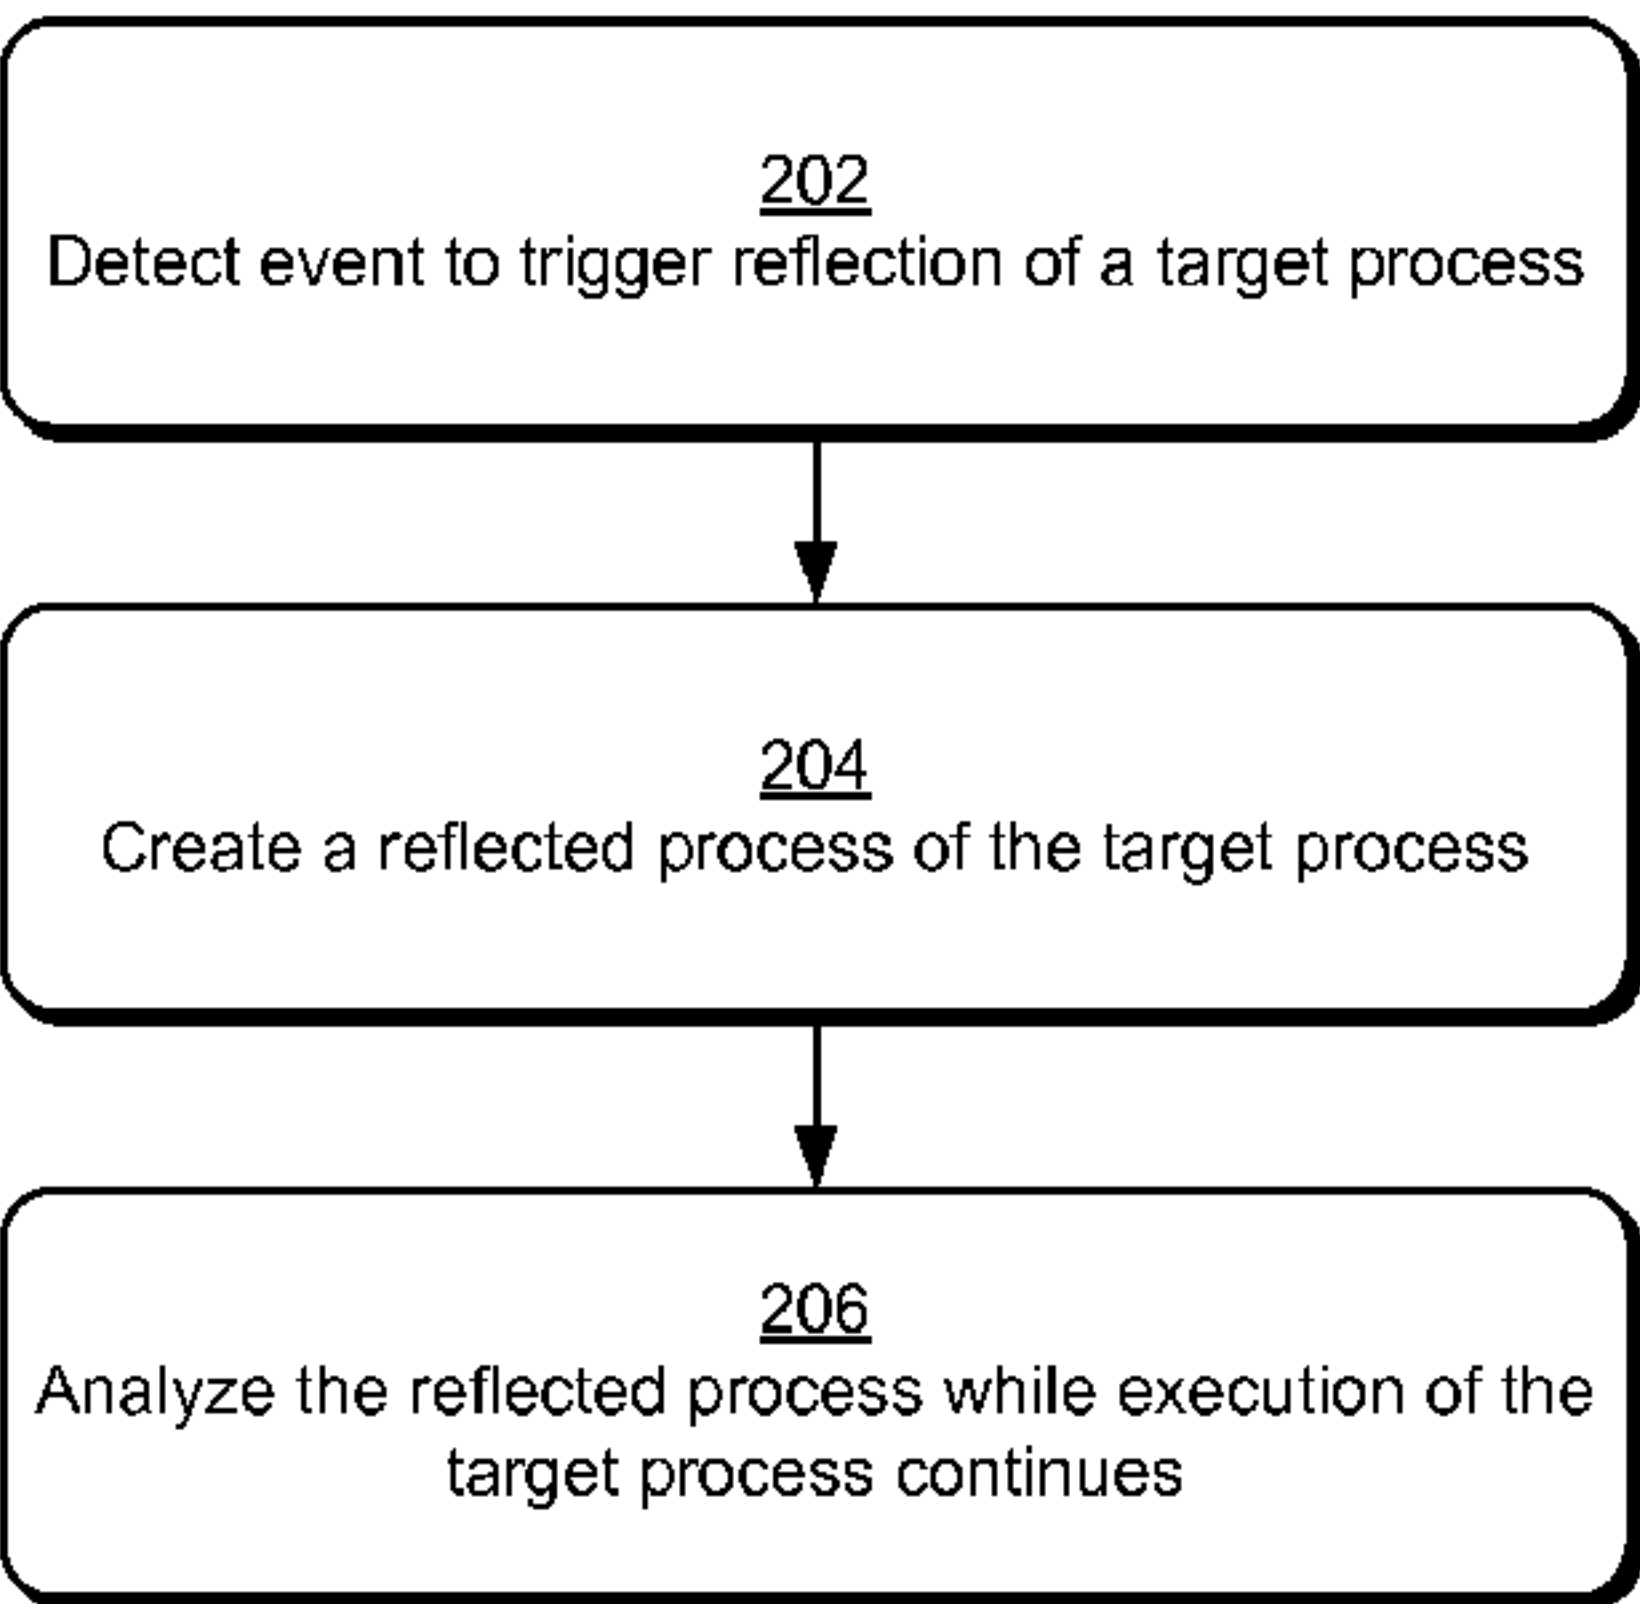 202
Detect event to trigger reflection of a target process
204
Create a reflected process of the target process
206
Analyze the reflected process while execution of the
target process continues